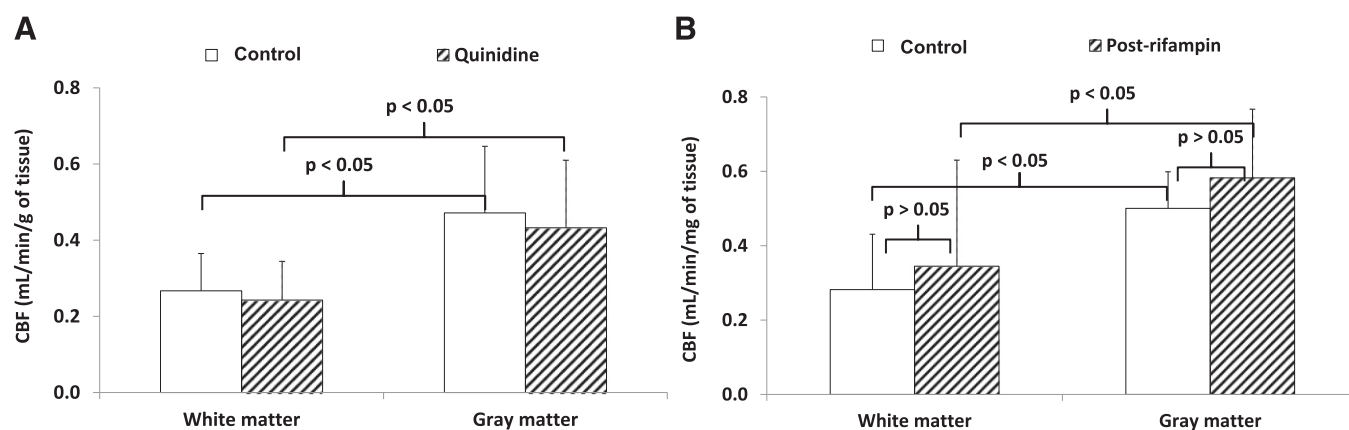 A
Control
Quinidine
CBF (mL/min/g of tissue)
0.8
0.6
0.4
0.2
0.0
p < 0.05
p < 0.05
White matter
Gray matter
B
Control
Post-rifampin
CBF (mL/min/mg of tissue)
0.8
0.6
0.4
0.2
0.0
p < 0.05
p > 0.05
p < 0.05
p > 0.05
White matter
Gray matter